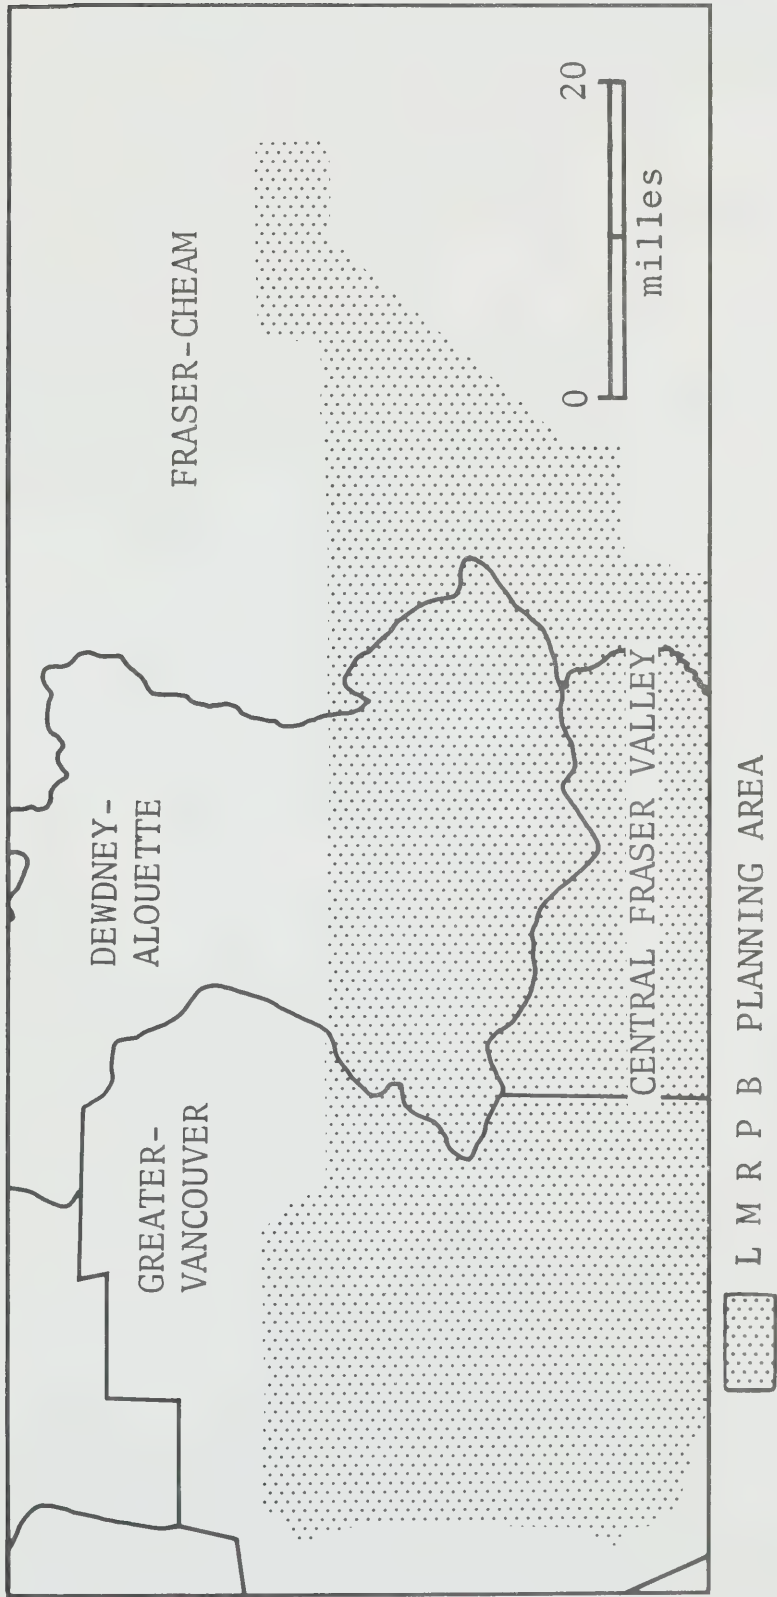 DEWDNEY-
ALOUETTE
FRASER-CHEAM
GREATER-
VANCOUVER
0 20
milles
CENTRAL FRASER VALLEY
L M R P B PLANNING AREA